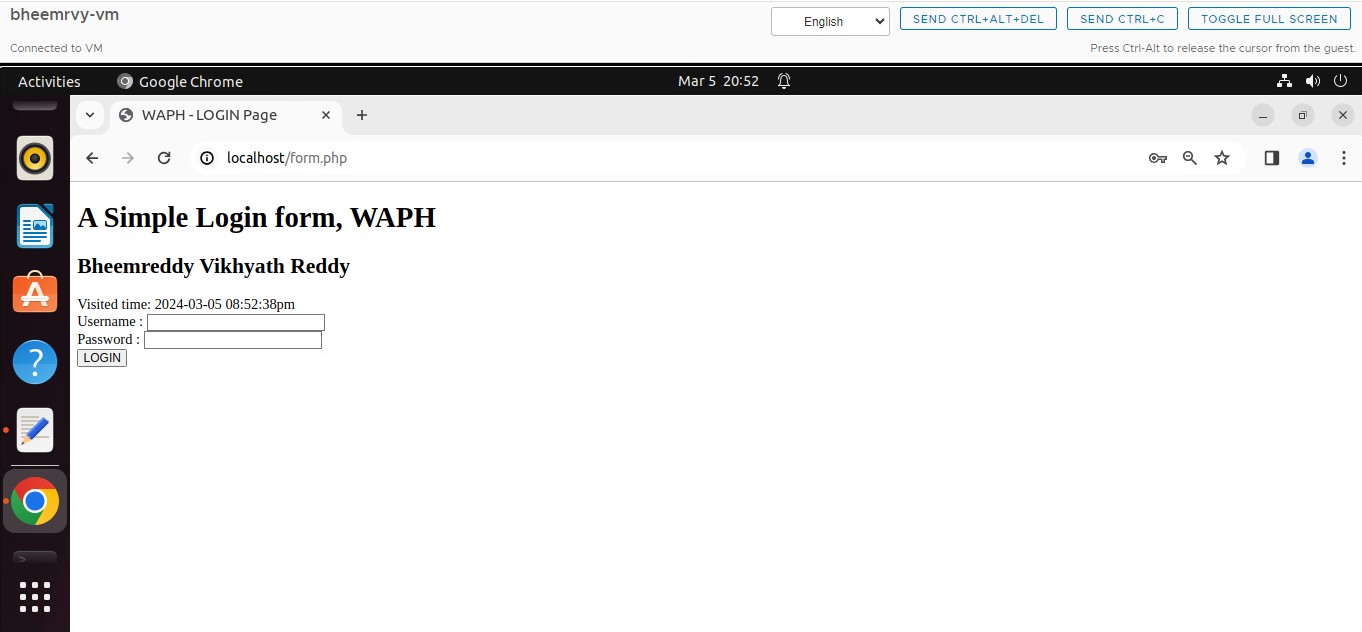 bheemrvy-vm
English
SEND CTRL+ALT+DEL
SEND CTRL+C
TOGGLE FULL SCREEN
Connected to VM
Press Ctrl-Alt to release the cursor from the guest.
Activities
Google Chrome
Mar 5 20:52
WAPH - LOGIN Page
localhost/form.php
A Simple Login form, WAPH
Bheemreddy Vikhyath Reddy
Visited time: 2024-03-05 08:52:38pm
Username :
Password :
LOGIN